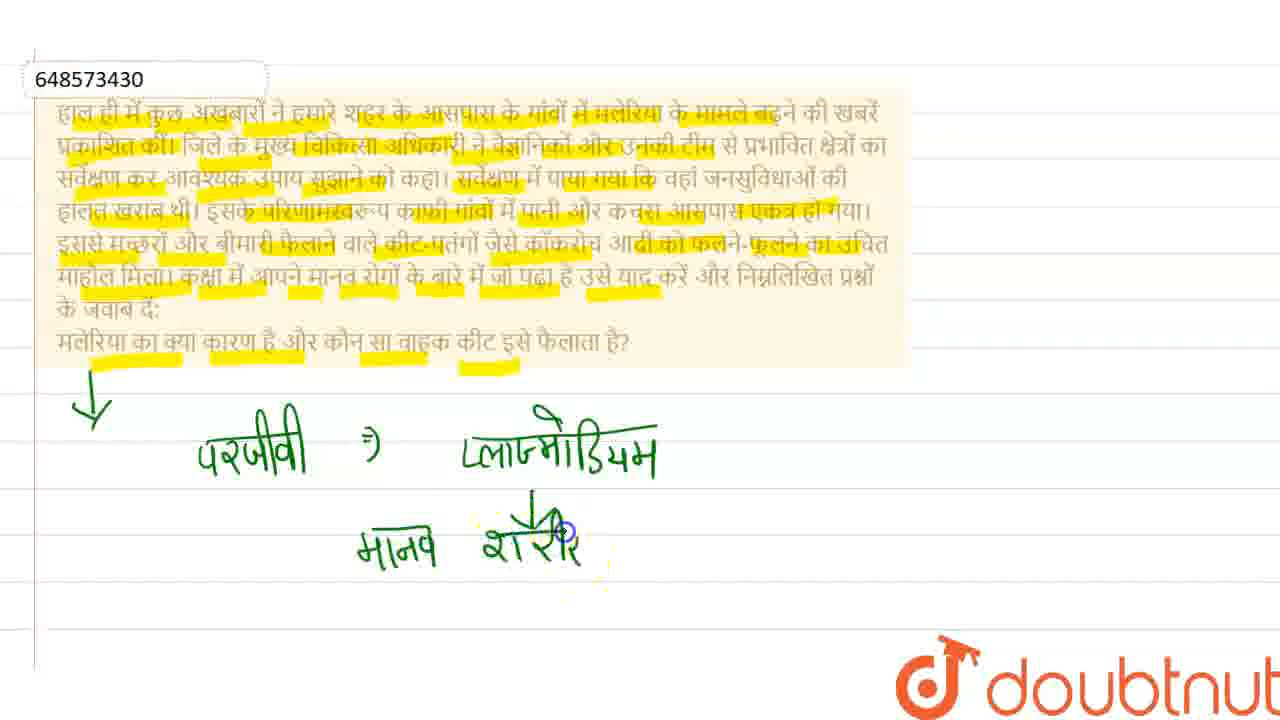 648573430
हाल ही में कुछ अखबारों ने हमारे शहर के आसपास के गांवों में मलेरिया के मामले बढ़ने की खबरें
प्रकाशित कीं। जिले के मुख्य चिकित्सा अधिकारी ने वैज्ञानिकों और उनकी टीम से प्रभावित क्षेत्रों का
सर्वेक्षण कर आवश्यक उपाय सुझाने को कहा। सर्वेक्षण में पाया गया कि वहां जनसुविधाओं की
हालत खराब थी। इसके परिणामस्वरूप काफी गांवों में पानी और कचरा आसपास एकत्र हो गया।
इससे मच्छरों और बीमारी फैलाने वाले कीट-पतंगों जैसे कॉकरोच आदी को फलने-फूलने का उचित
माहोल मिला। कक्षा में आपने मानव रोगों के बारे में जो पढ़ा है उसे याद करें और निम्नलिखित प्रश्नों
के जवाब दें:
मलेरिया का क्या कारण है और कौन सा वाहक कीट इसे फैलाता है?
परजीवी ⇒ प्लाज्मोडियम
मानव शरीर
doubtnut